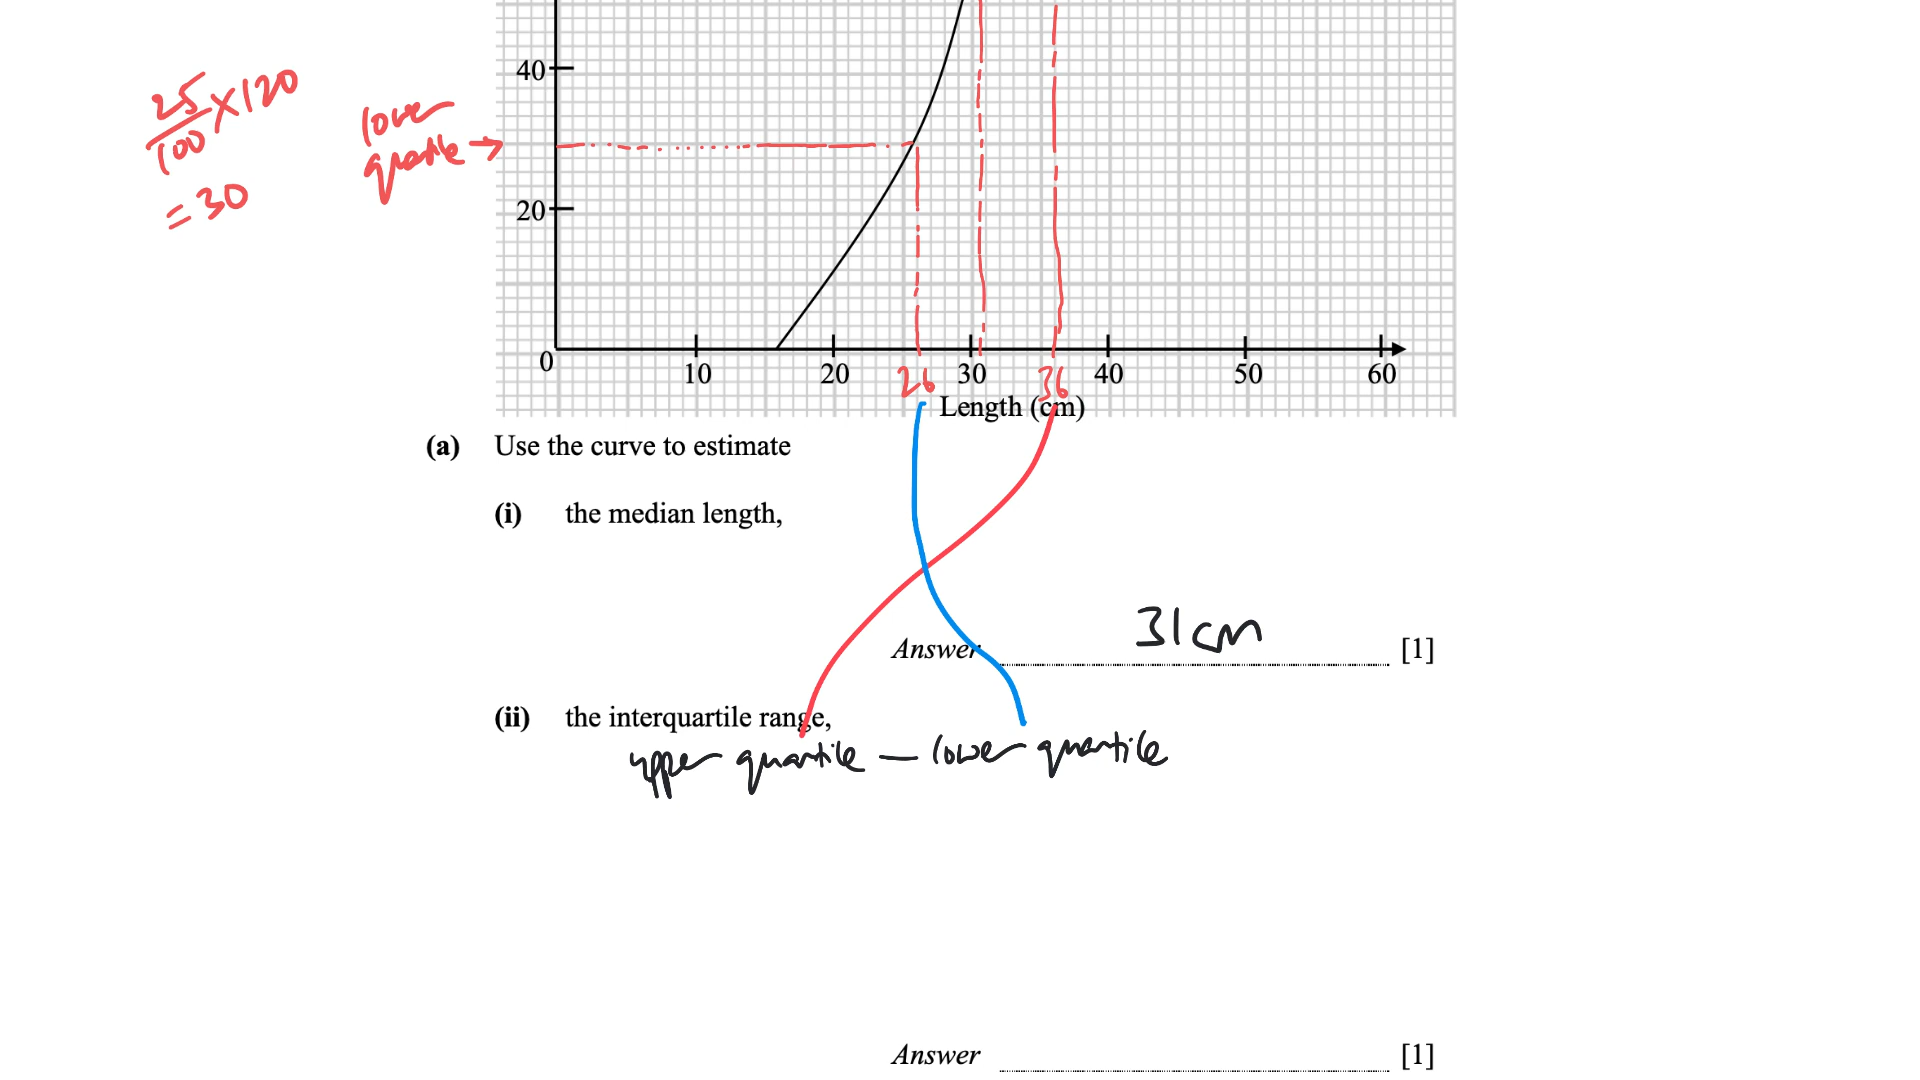 40
25/100 × 120
= 30
lower
quartile →
20
0 10 20 30 40 50 60
26 36
Length (cm)
(a) Use the curve to estimate
(i) the median length,
Answer 31 cm [1]
(ii) the interquartile range,
upper quartile – lower quartile
Answer [1]